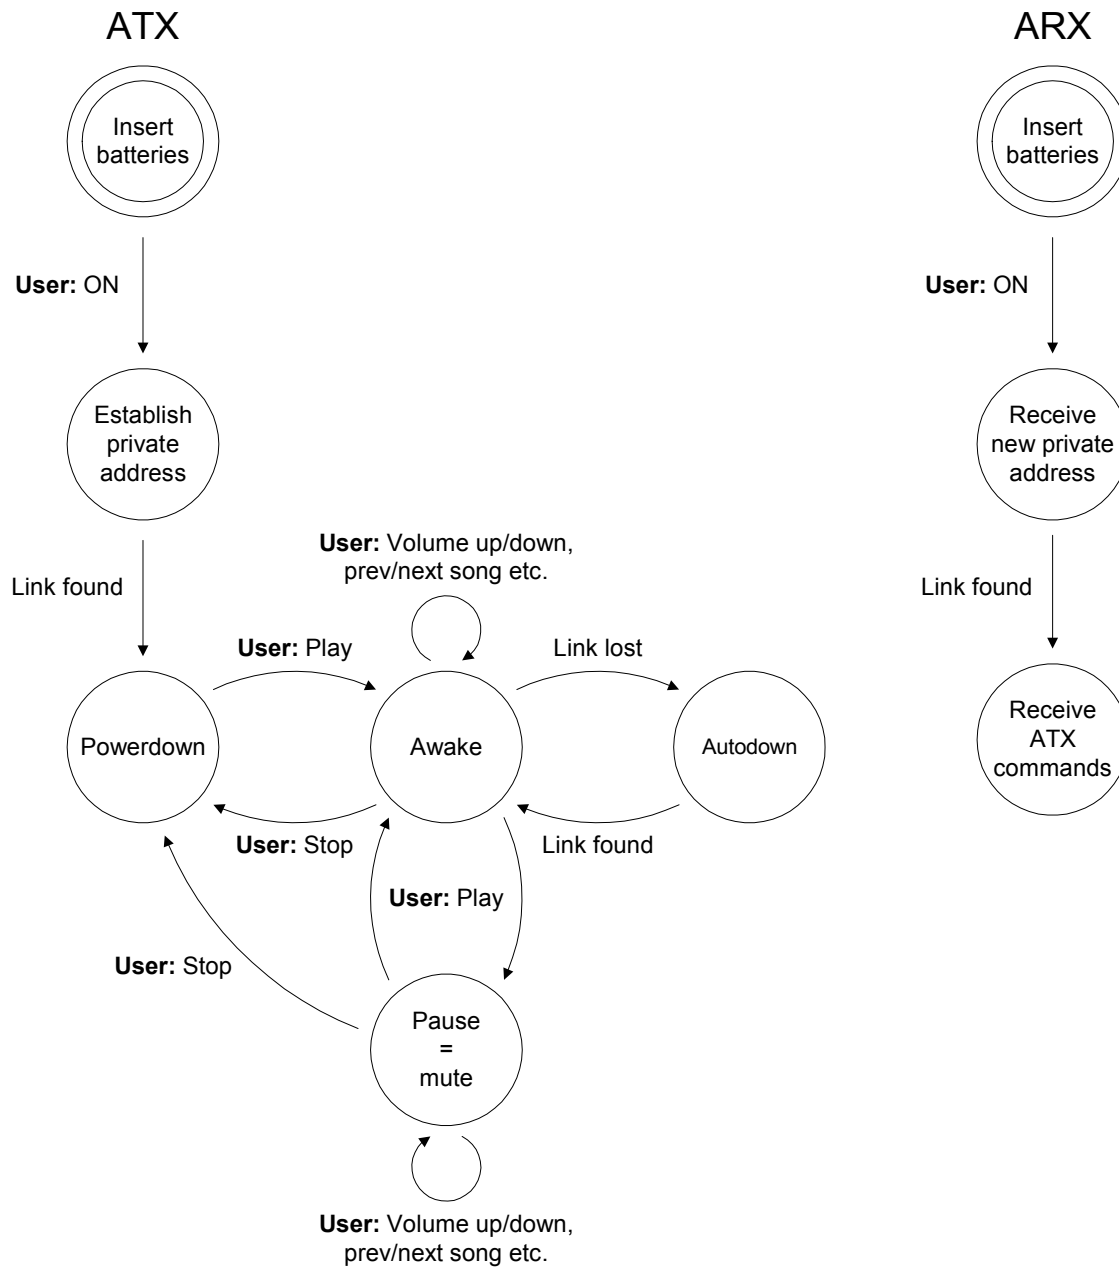 ATX
ARX
Insert
batteries
Insert
batteries
User: ON
User: ON
Establish
private
address
Receive
new private
address
User: Volume up/down,
prev/next song etc.
Link found
Link found
User: Play
Link lost
Powerdown
Awake
Autodown
Receive
ATX
commands
User: Stop
Link found
User: Play
User: Stop
Pause
=
mute
User: Volume up/down,
prev/next song etc.